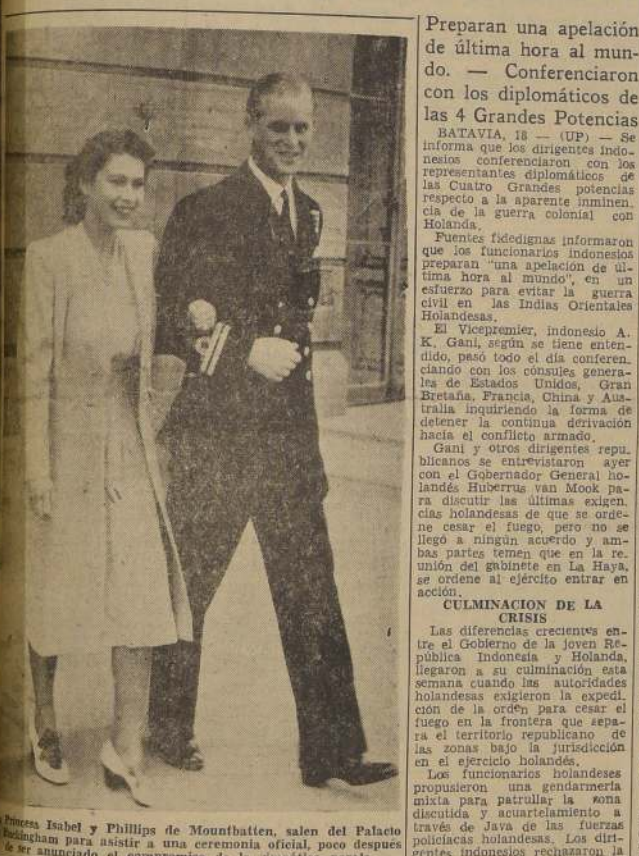 Preparan una apelación
de última hora al mun-
do. — Conferenciaron
con los diplomáticos de
las 4 Grandes Potencias
BATAVIA, 18 — (UP) — Se
informa que los dirigentes indo-
nesios conferenciaron con los
representantes diplomáticos de
las Cuatro Grandes potencias
respecto a la aparente inminen.
cia de la guerra colonial con
Holanda.
Fuentes fidedignas informaron
que los funcionarios indonesios
preparan "una apelación de úl-
tima hora al mundo", en un
esfuerzo para evitar la guerra
civil en las Indias Orientales
Holandesas.
El Vicepremier, indonesio A.
K. Gani, según se tiene enten-
dido, pasó todo el día conferen.
ciando con los cónsules genera-
les de Estados Unidos, Gran
Bretaña, Francia, China y Aus-
tralia inquiriendo la forma de
detener la continua derivación
hacia el conflicto armado.
Gani y otros dirigentes repu.
blicanos se entrevistaron ayer
con el Gobernador General ho-
landés Huberrus van Mook pa-
ra discutir las últimas exigen.
cias holandesas de que se orde-
ne cesar el fuego, pero no se
llegó a ningún acuerdo y am-
bas partes temen que en la re.
unión del gabinete en La Haya,
se ordene al ejército entrar en
acción.
CULMINACION DE LA
CRISIS
Las diferencias crecientes en-
tre el Gobierno de la joven Re-
pública Indonesia y Holanda,
llegaron a su culminación esta
semana cuando las autoridades
holandesas exigieron la expedi.
ción de la orden para cesar el
fuego en la frontera que sepa-
ra el territorio republicano de
las zonas bajo la jurisdicción
en el ejercicio holandés.
Los funcionarios holandeses
propusieron una gendarmería
mixta para patrullar la zona
discutida y acuartelamiento a
través de Java de las fuerzas
policíacas holandesas. Los diri-
gentes indonesios rechazaron la
Princesa Isabel y Phillips de Mountbatten, salen del Palacio
Buckingham para asistir a una ceremonia oficial, poco después
de ser anunciado el compromiso